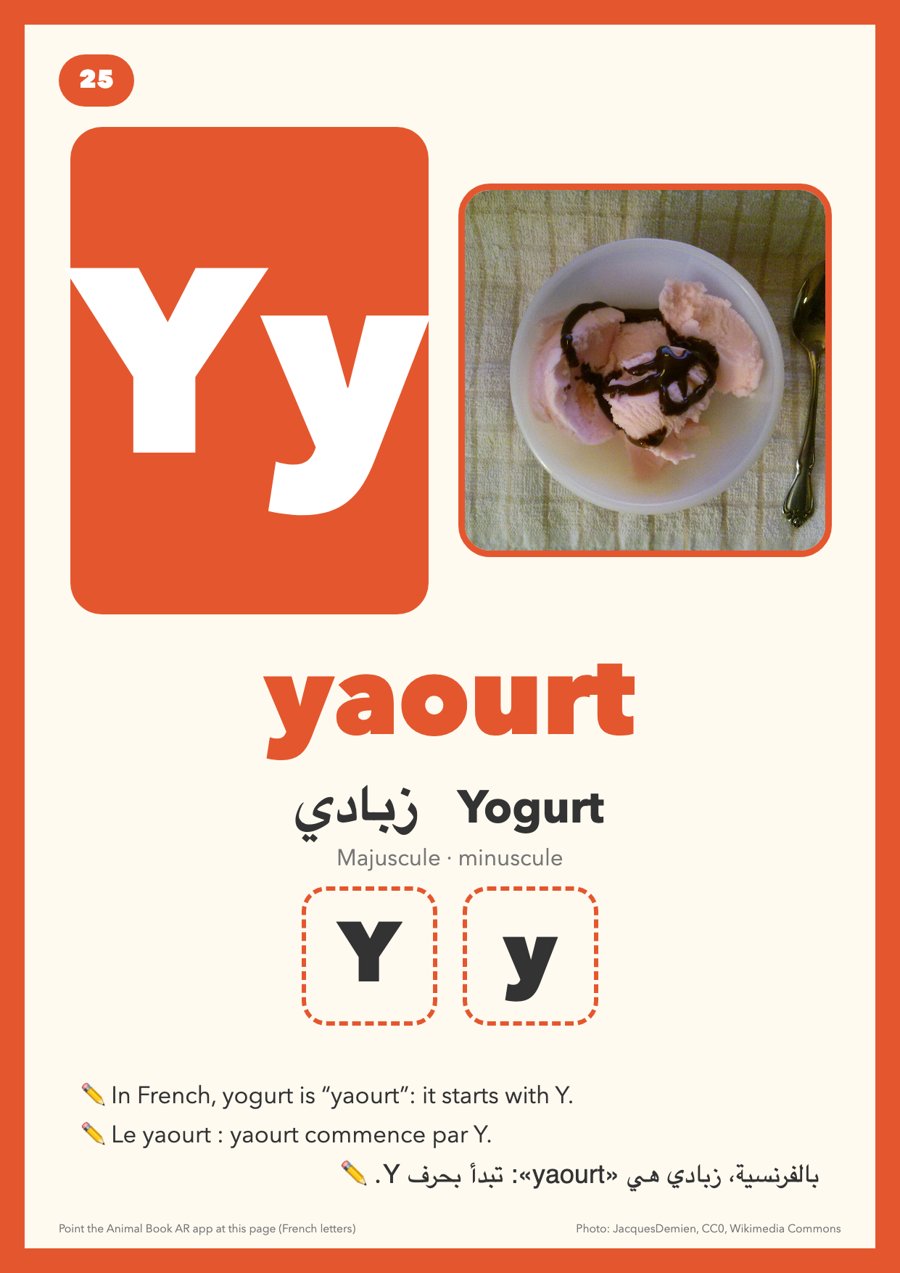 25
Yy
yaourt
زبادي Yogurt
Majuscule · minuscule
Y y
✏️ In French, yogurt is “yaourt”: it starts with Y.
✏️ Le yaourt : yaourt commence par Y.
✏️ بالفرنسية، زبادي هي «yaourt»: تبدأ بحرف Y.
Point the Animal Book AR app at this page (French letters)
Photo: JacquesDemien, CC0, Wikimedia Commons